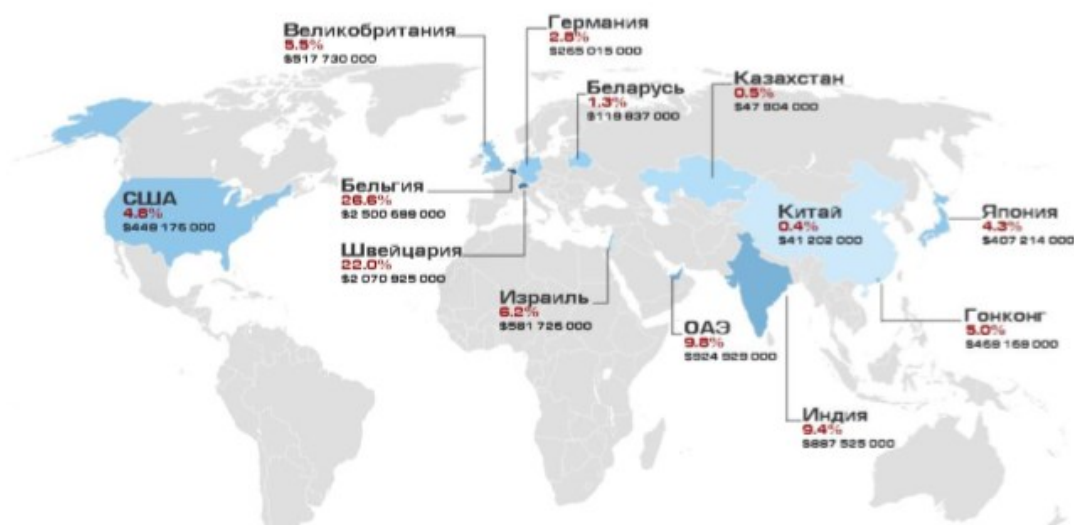 Великобритания
5.5%
$517 730 000
Германия
2.8%
$265 015 000
Беларусь
1.3%
$119 837 000
Казахстан
0.5%
$47 904 000
США
4.8%
$449 176 000
Бельгия
26.6%
$2 500 699 000
Швейцария
22.0%
$2 070 925 000
Израиль
6.2%
$581 726 000
ОАЭ
9.8%
$924 929 000
Китай
0.4%
$41 202 000
Япония
4.3%
$407 214 000
Гонконг
5.0%
$469 169 000
Индия
9.4%
$887 525 000